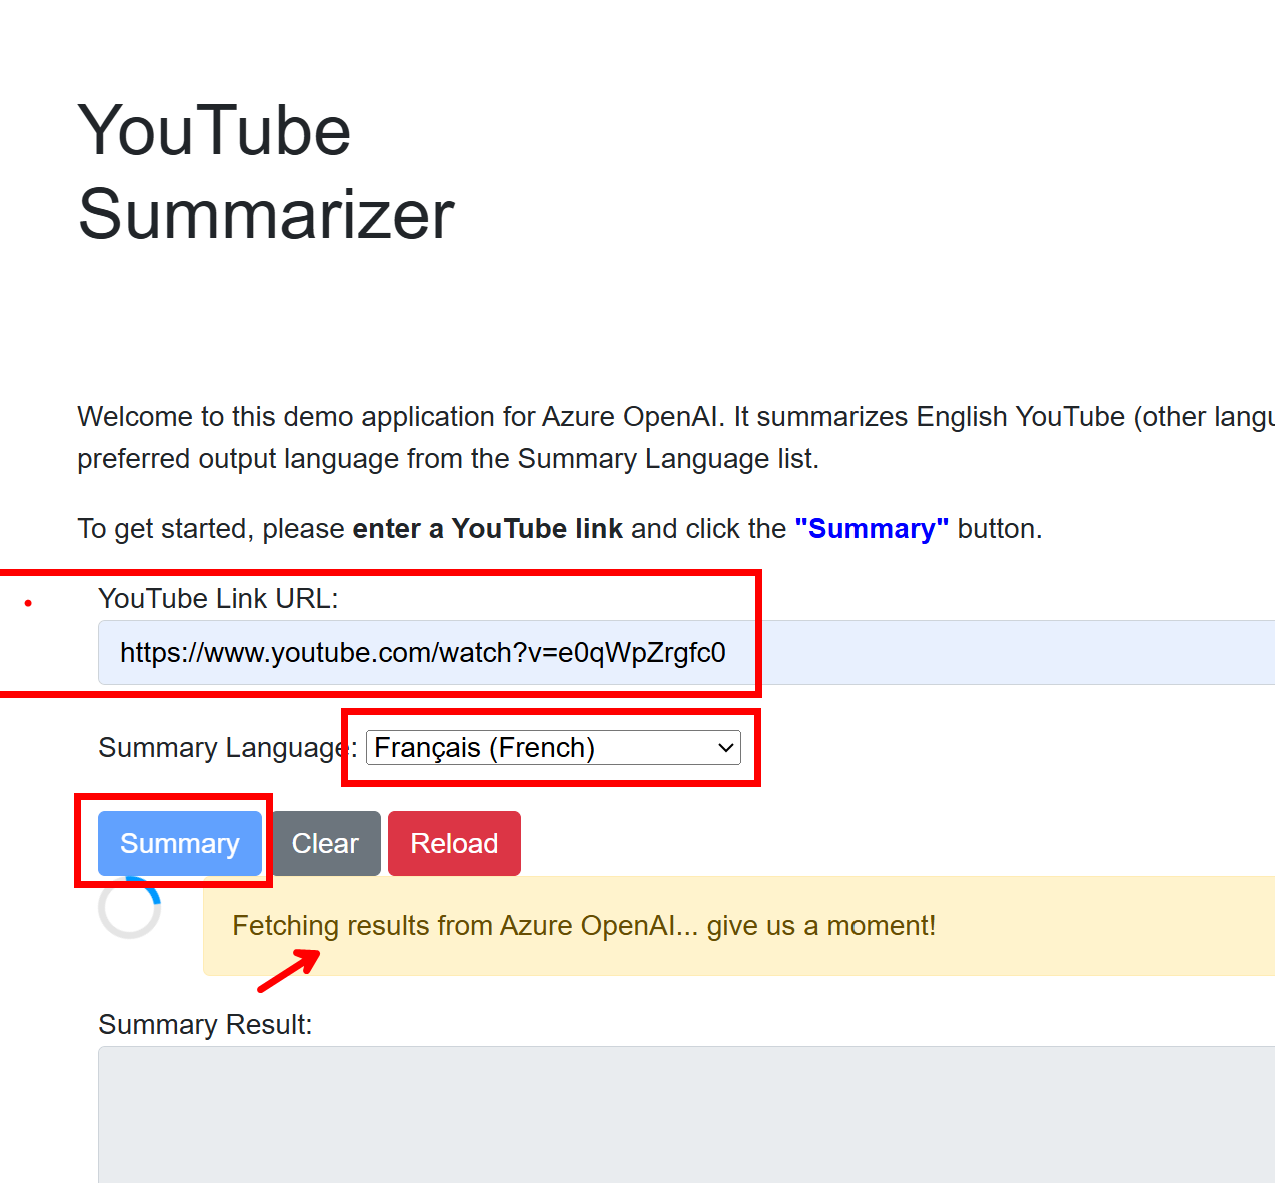 YouTube
Summarizer
Welcome to this demo application for Azure OpenAI. It summarizes English YouTube (other
preferred output language from the Summary Language list.
To get started, please enter a YouTube link and click the "Summary" button.
YouTube Link URL:
https://www.youtube.com/watch?v=e0qWpZrgfc0
Summary Language: Français (French)
Summary Clear Reload
Fetching results from Azure OpenAI... give us a moment!
Summary Result: